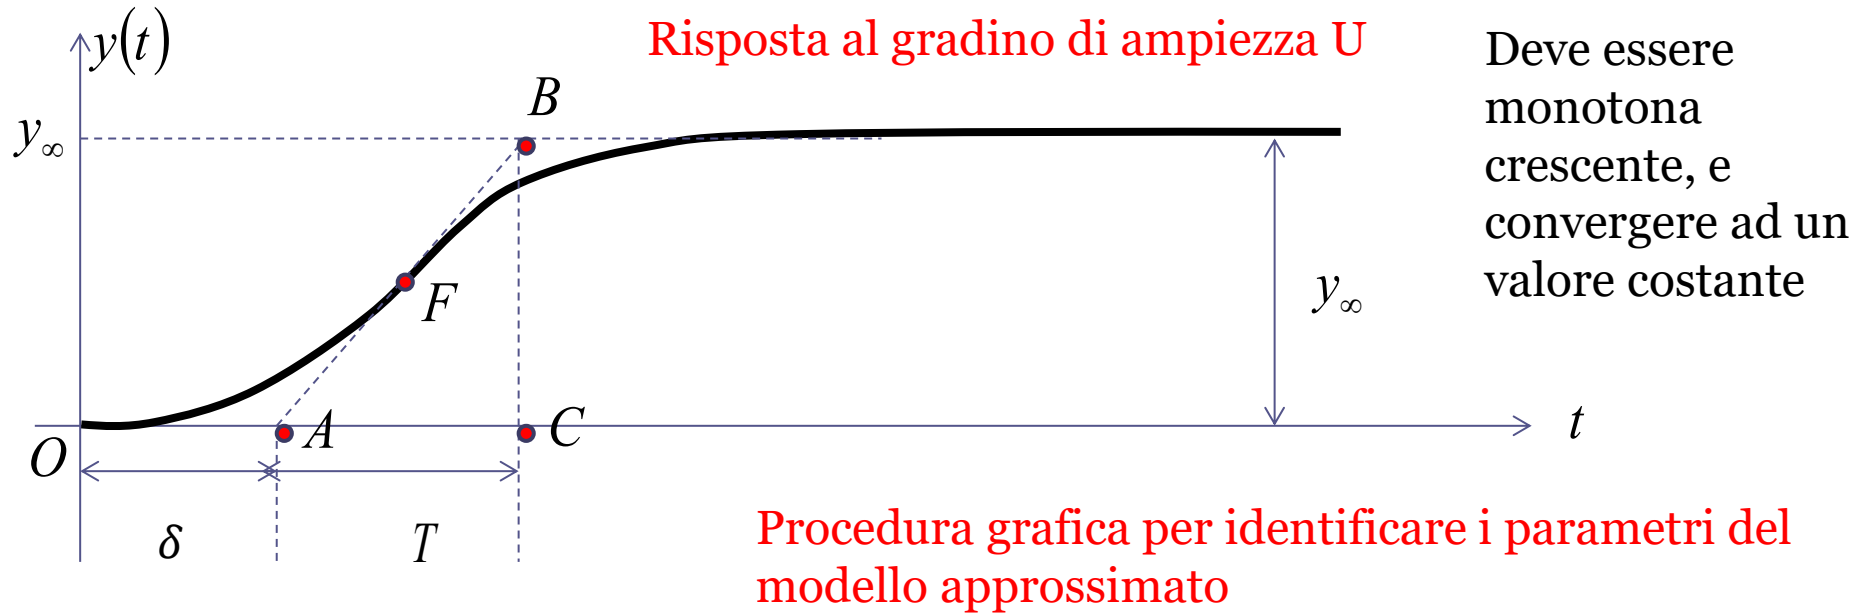 y(t)
Risposta al gradino di ampiezza U
Deve essere
monotona
crescente, e
convergere ad un
valore costante
B
y∞
F
y∞
O
A
C
t
δ
T
Procedura grafica per identificare i parametri del
modello approssimato